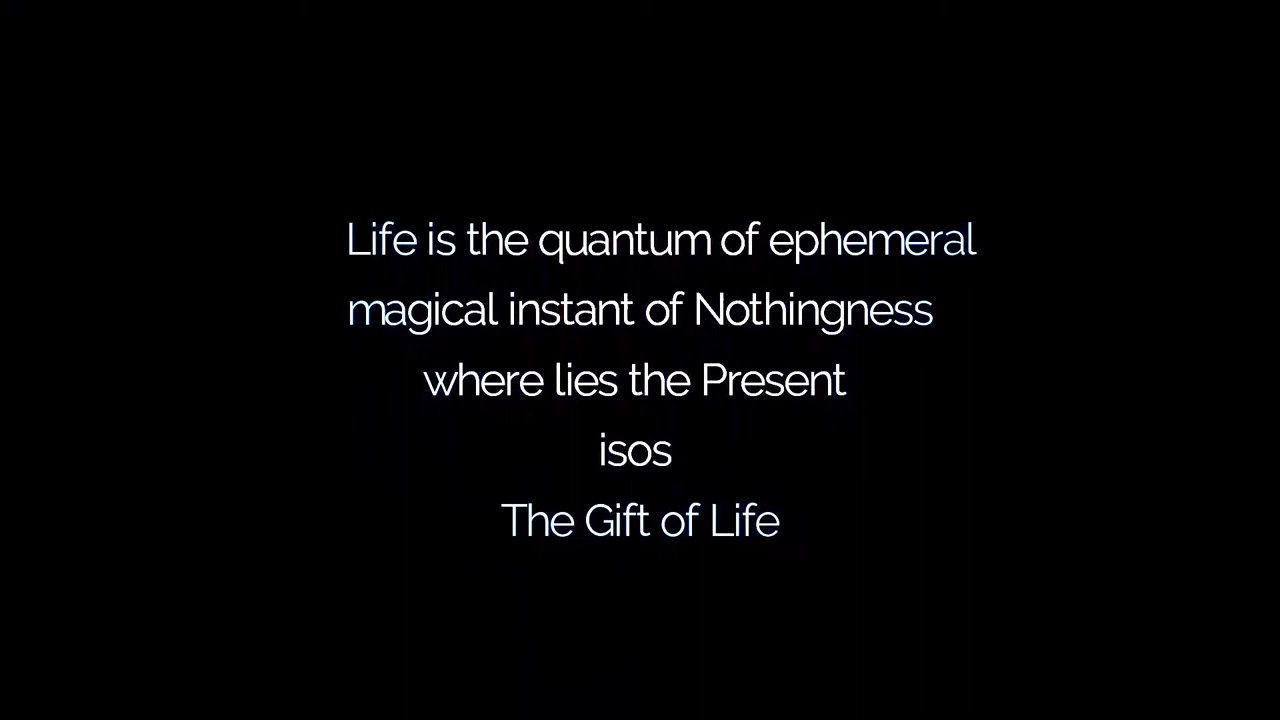 Life is the quantum of ephemeral
magical instant of Nothingness
where lies the Present
isos
The Gift of Life